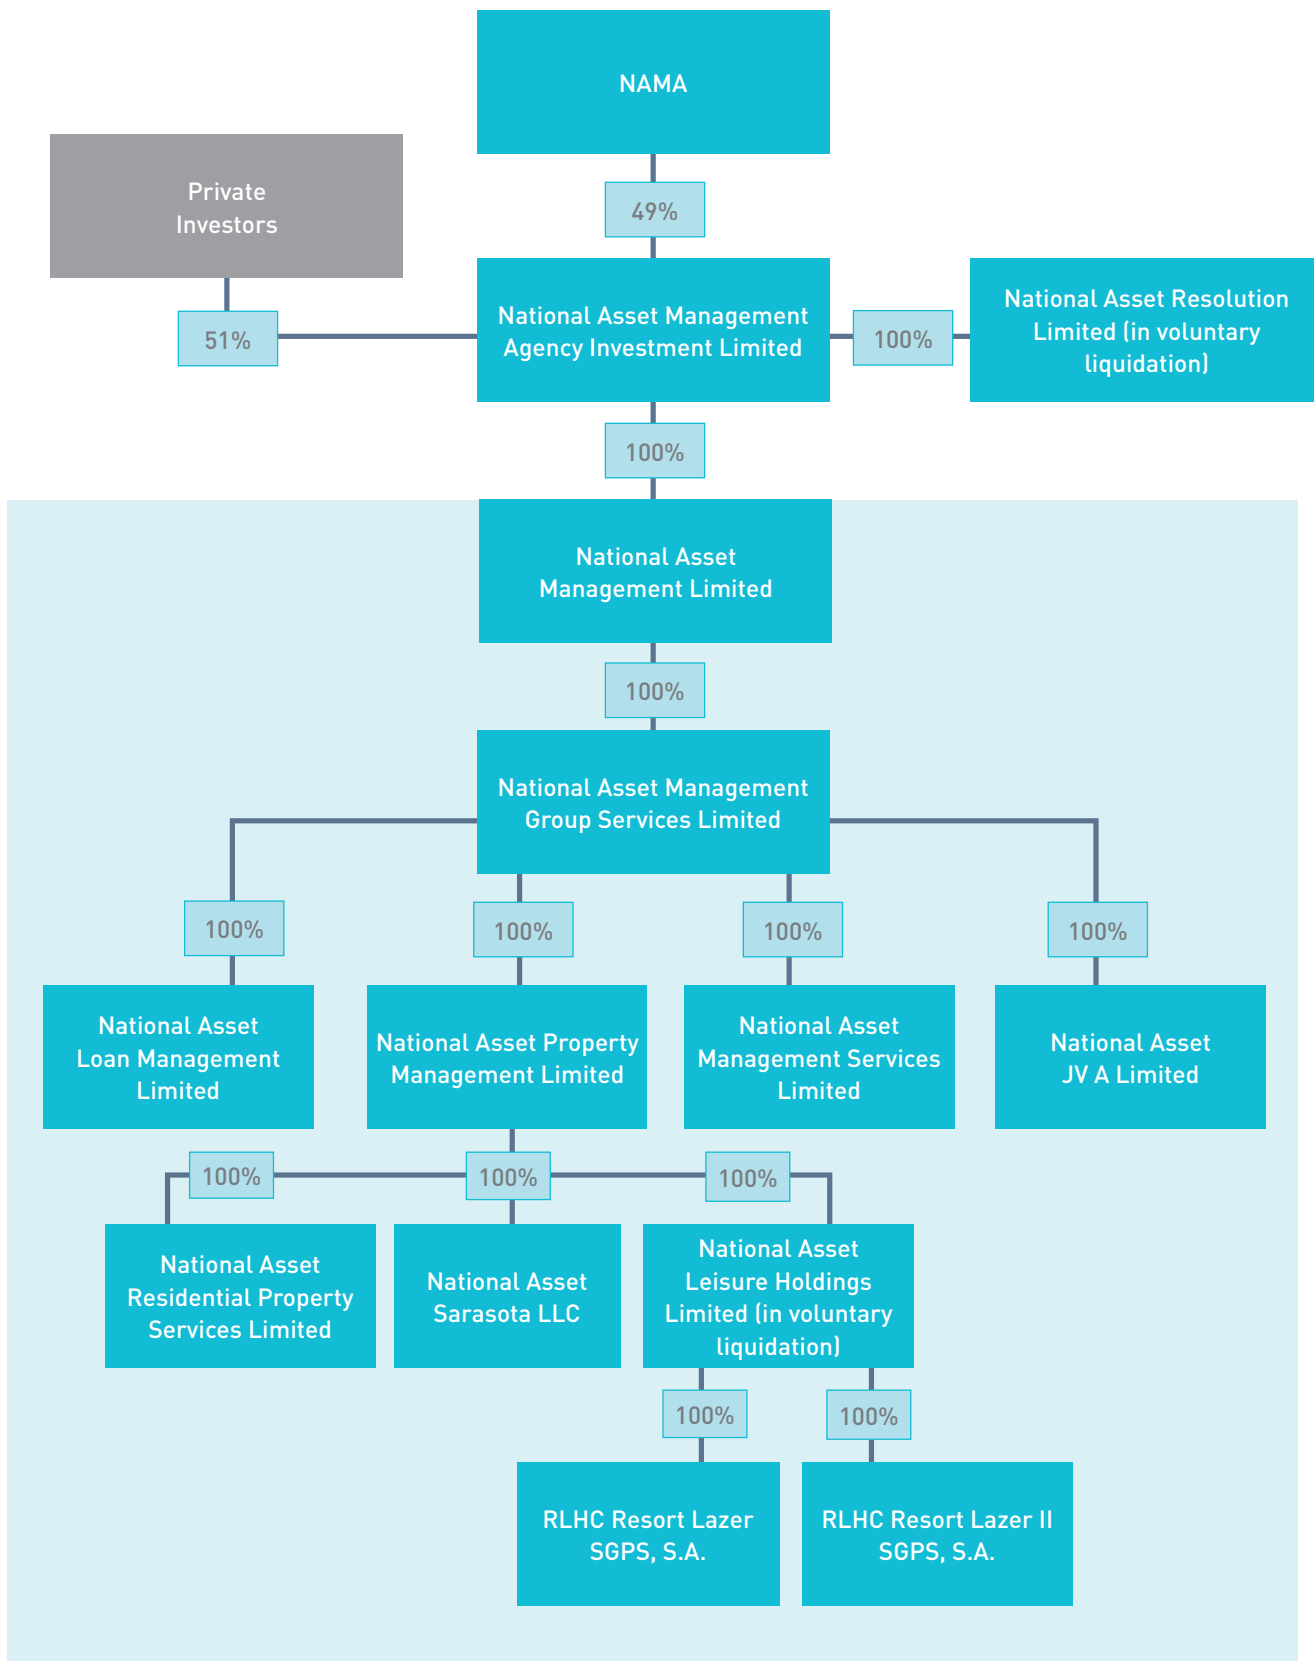 NAMA
Private
Investors
49%
51%
National Asset Management
Agency Investment Limited
100%
National Asset Resolution
Limited (in voluntary
liquidation)
100%
National Asset
Management Limited
100%
National Asset Management
Group Services Limited
100%
100%
100%
100%
National Asset
Loan Management
Limited
National Asset Property
Management Limited
National Asset
Management Services
Limited
National Asset
JV A Limited
100%
100%
100%
National Asset
Residential Property
Services Limited
National Asset
Sarasota LLC
National Asset
Leisure Holdings
Limited (in voluntary
liquidation)
100%
100%
RLHC Resort Lazer
SGPS, S.A.
RLHC Resort Lazer II
SGPS, S.A.